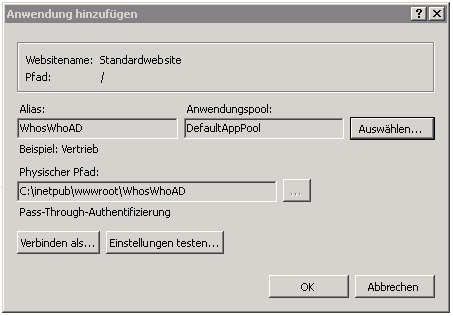 Anwendung hinzufügen
Websitename: Standardwebsite
Pfad: /
Alias: Anwendungspool:
WhosWhoAD DefaultAppPool Auswählen...
Beispiel: Vertrieb
Physischer Pfad:
C:\inetpub\wwwroot\WhosWhoAD ...
Pass-Through-Authentifizierung
Verbinden als... Einstellungen testen...
OK Abbrechen